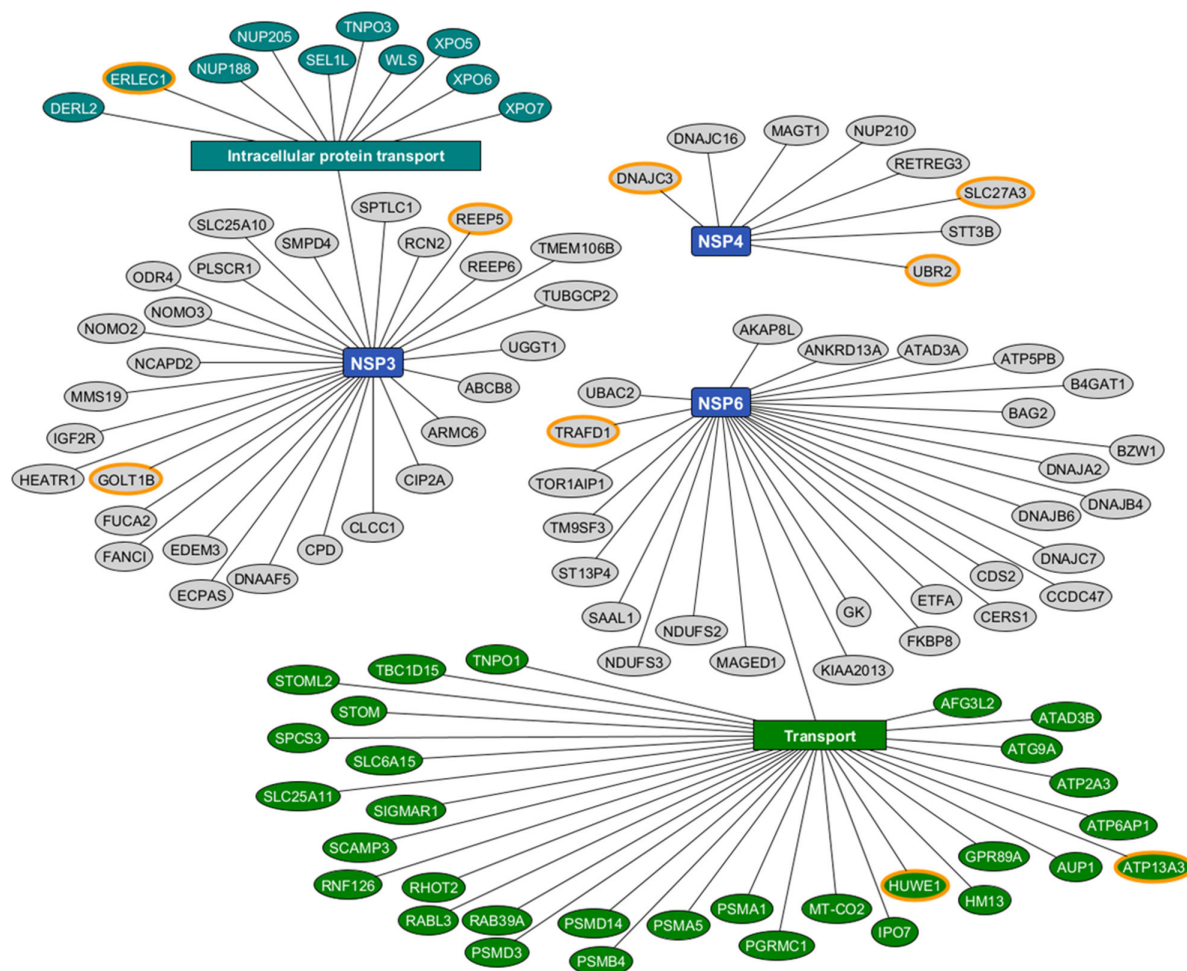 TNPO3
NUP205
XPO5
SEL1L
WLS
NUP188
ERLEC1
XPO6
DERL2
XPO7
Intracellular protein transport
DNAJC16
MAGT1
NUP210
RETREG3
DNAJC3
SLC27A3
STT3B
NSP4
UBR2
SPTLC1
REEP5
SLC25A10
SMPD4
RCN2
TMEM106B
PLSCR1
REEP6
ODR4
TUBGCP2
NOMO3
NOMO2
UGGT1
NCAPD2
NSP3
ABCB8
MMS19
ARMC6
IGF2R
HEATR1
GOLT1B
CIP2A
FUCA2
CLCC1
FANCI
EDEM3
CPD
DNAAF5
ECPAS
AKAP8L
ANKRD13A
ATAD3A
ATP5PB
B4GAT1
UBAC2
NSP6
BAG2
TRAFD1
BZW1
DNAJA2
TOR1AIP1
DNAJB4
DNAJB6
TM9SF3
DNAJC7
ST13P4
CDS2
CCDC47
ETFA
SAAL1
GK
CERS1
NDUFS2
FKBP8
NDUFS3
MAGED1
KIAA2013
TNPO1
TBC1D15
STOML2
AFG3L2
STOM
ATAD3B
SPCS3
Transport
ATG9A
SLC6A15
ATP2A3
SLC25A11
SIGMAR1
ATP6AP1
SCAMP3
GPR89A
AUP1
ATP13A3
RNF126
RHOT2
HUWE1
HM13
RABL3
RAB39A
PSMD14
PSMA5
PSMA1
MT-CO2
IPO7
PSMD3
PSMB4
PGRMC1